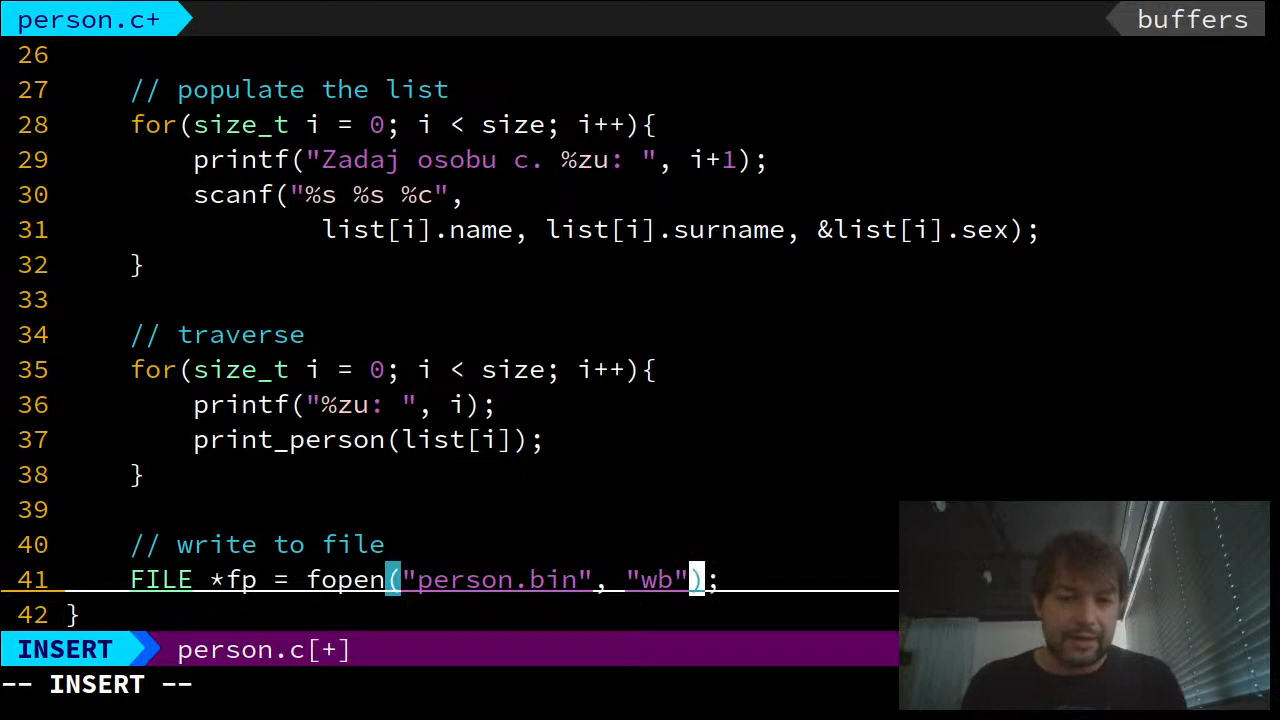 person.c+ buffers
26
27 // populate the list
28 for(size_t i = 0; i < size; i++){
29 printf("Zadaj osobu c. %zu: ", i+1);
30 scanf("%s %s %c",
31 list[i].name, list[i].surname, &list[i].sex);
32 }
33
34 // traverse
35 for(size_t i = 0; i < size; i++){
36 printf("%zu: ", i);
37 print_person(list[i]);
38 }
39
40 // write to file
41 FILE *fp = fopen("person.bin", "wb");
42 }
INSERT person.c[+]
-- INSERT --